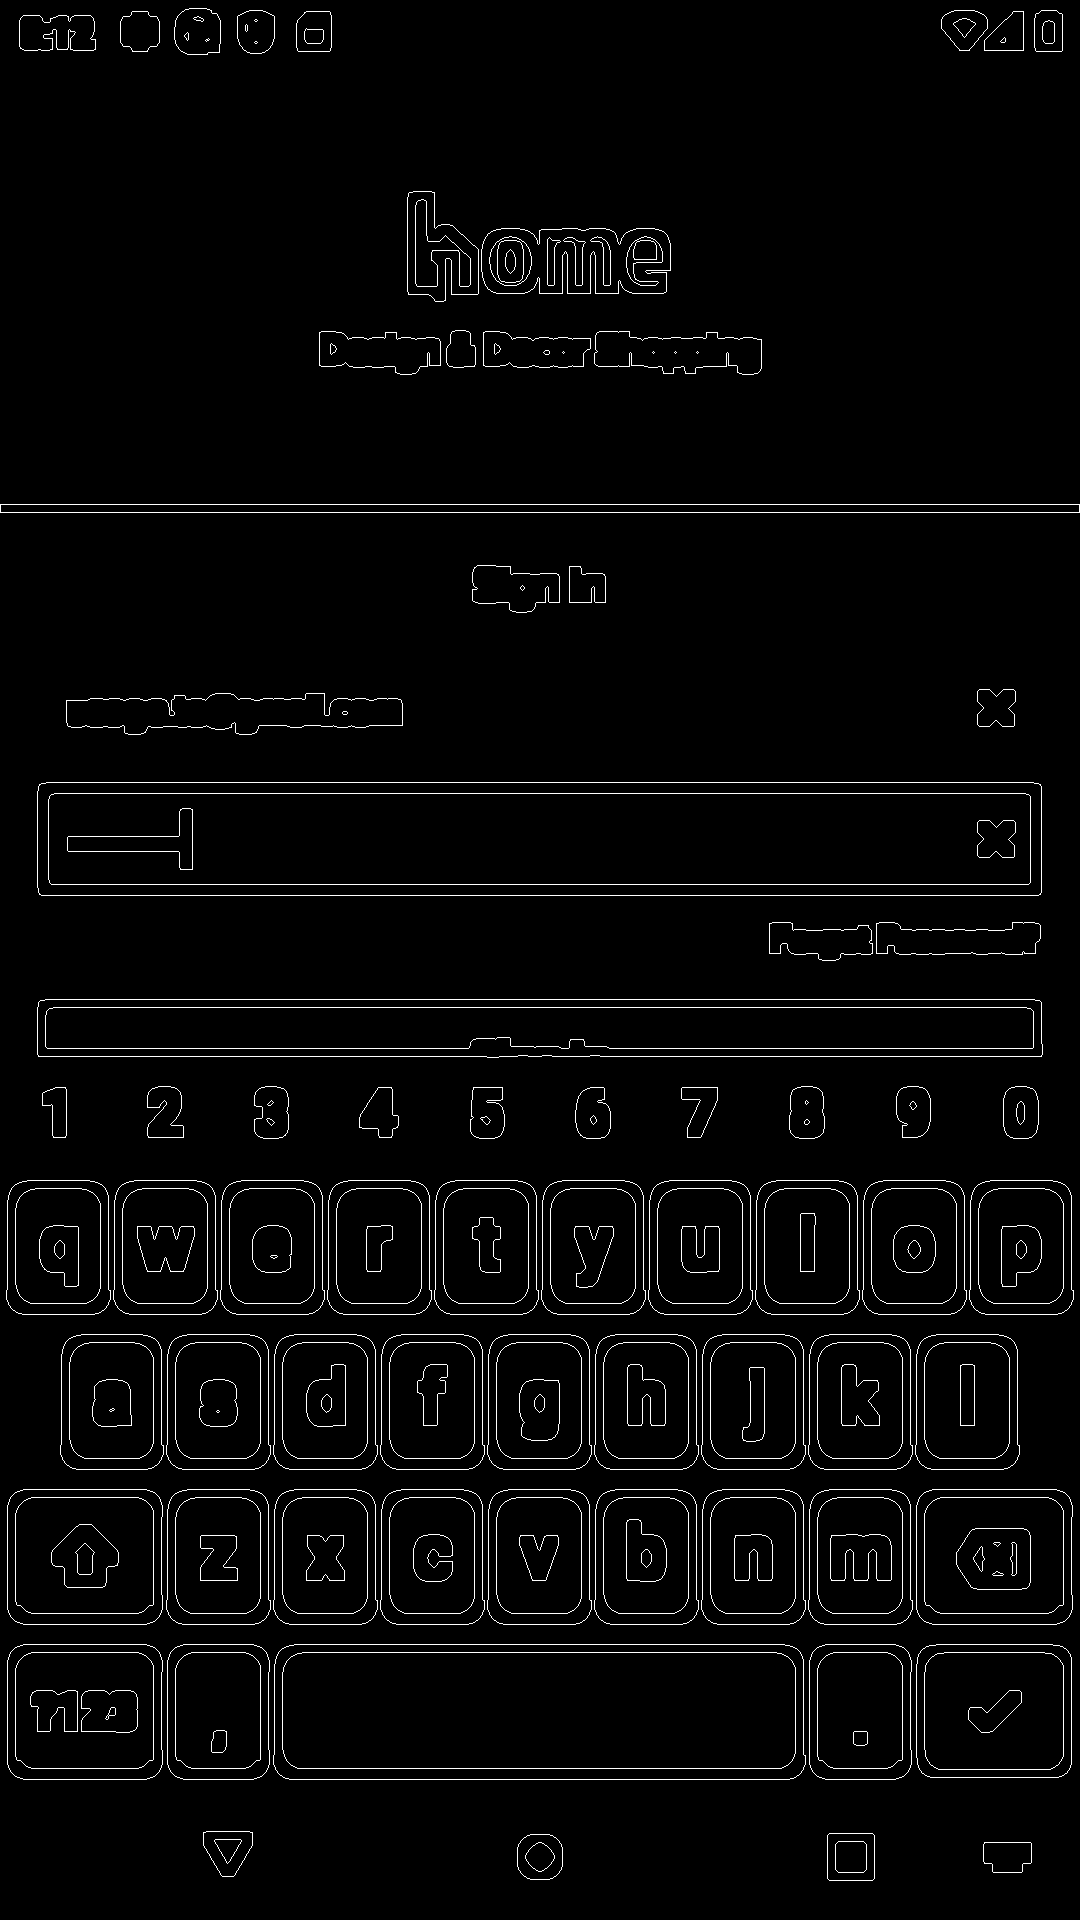 home
Design & Decor Shopping
Sign In
Forgot Password?
1 2 3 4 5 6 7 8 9 0
q w e r t y u i o p
a s d f g h j k l
z x c v b n m
?123 , .